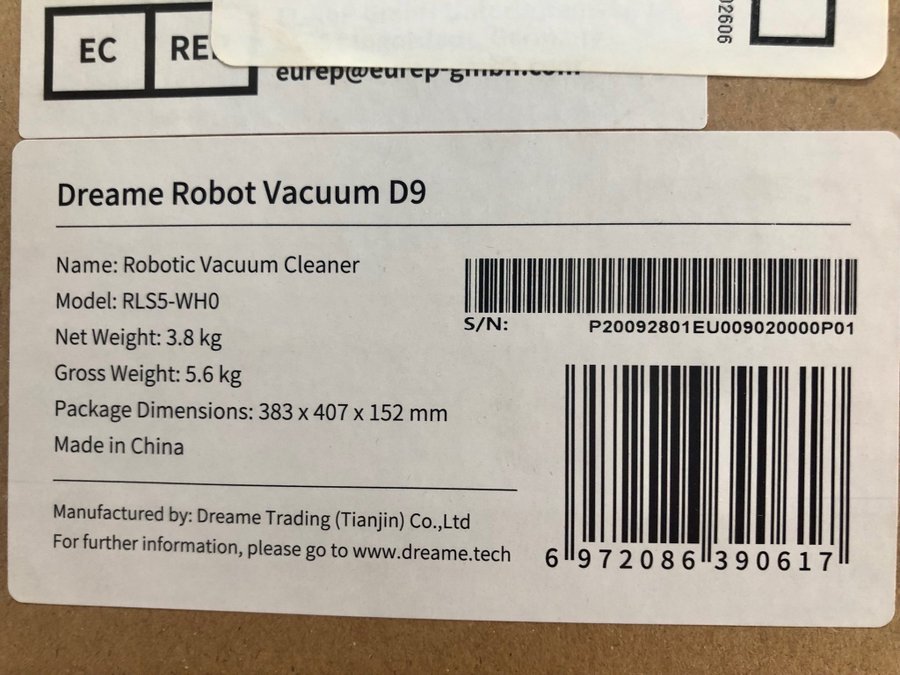 02606
EC
eurep@eurep-gmbh.com
Dreame Robot Vacuum D9
Name: Robotic Vacuum Cleaner
Model: RLS5-WH0
Net Weight: 3.8 kg
Gross Weight: 5.6 kg
Package Dimensions: 383 x 407 x 152 mm
Made in China
S/N: P20092801EU009020000P01
Manufactured by: Dreame Trading (Tianjin) Co.,Ltd
For further information, please go to www.dreame.tech
6 972086 390617